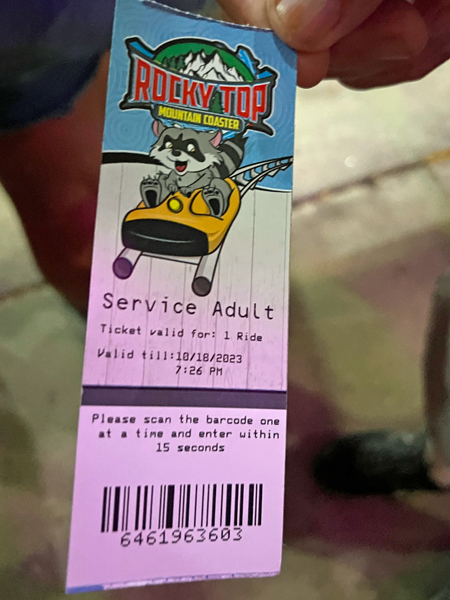 ROCKY TOP
MOUNTAIN COASTER
Service Adult
Ticket valid for: 1 Ride
Valid till:10/18/2023
7:26 PM
Please scan the barcode one
at a time and enter within
15 seconds
6461963603